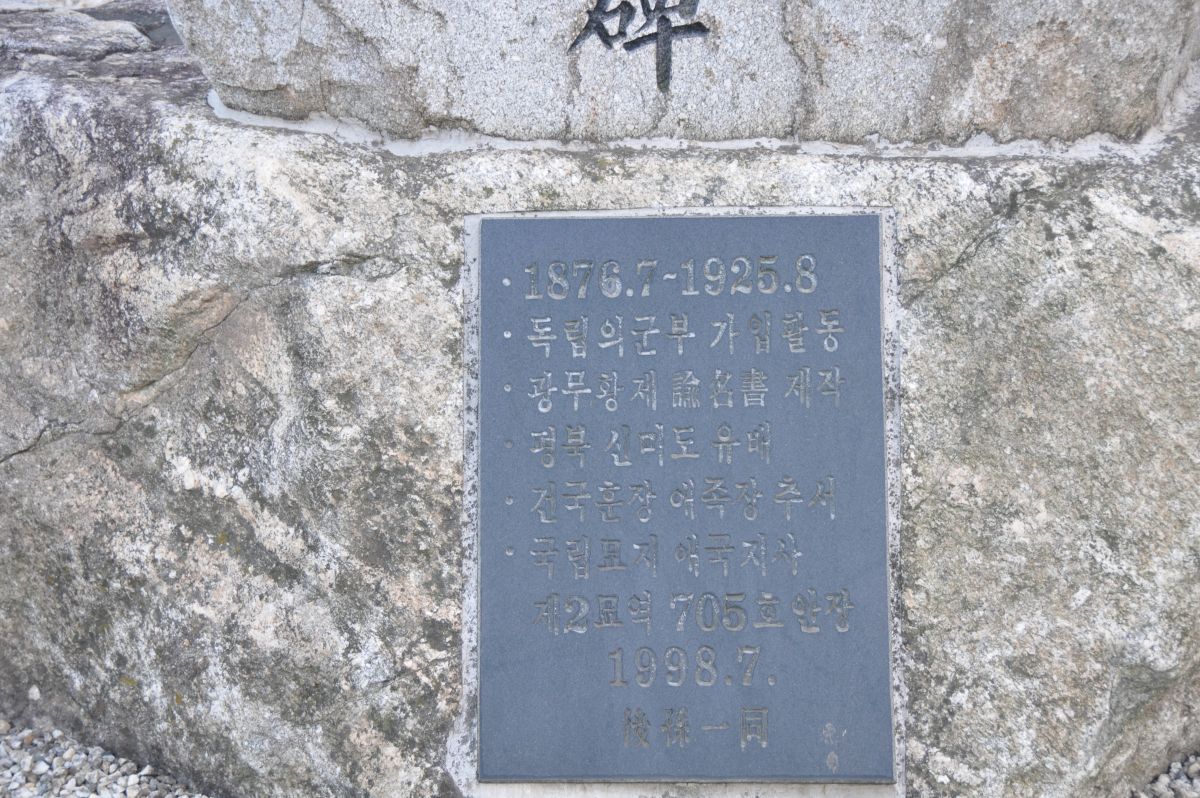 碑
· 1876.7~1925.8
· 독립의군부 가입활동
· 광무황제 諭名書 제작
· 평북 신미도 유배
· 건국훈장 애족장 추서
· 국립묘지 애국지사
제2묘역 705호 안장
1998.7.
後孫一同